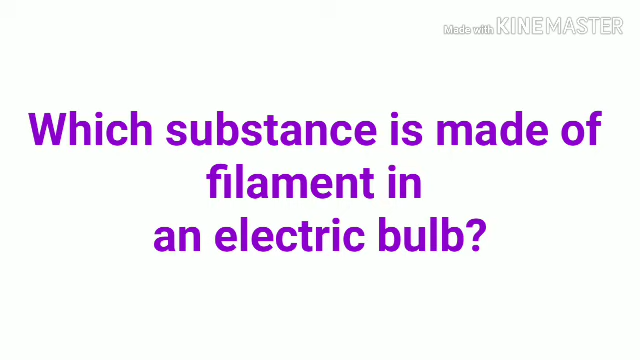 Made with KINEMASTER
Which substance is made of
filament in
an electric bulb?